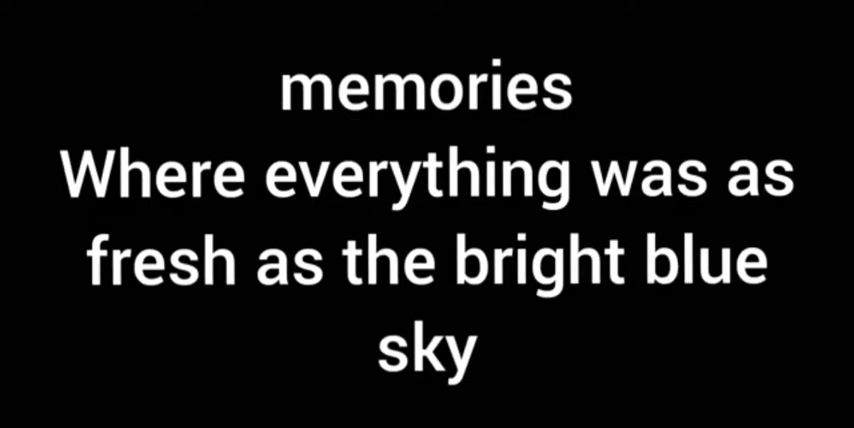 memories
Where everything was as
fresh as the bright blue
sky